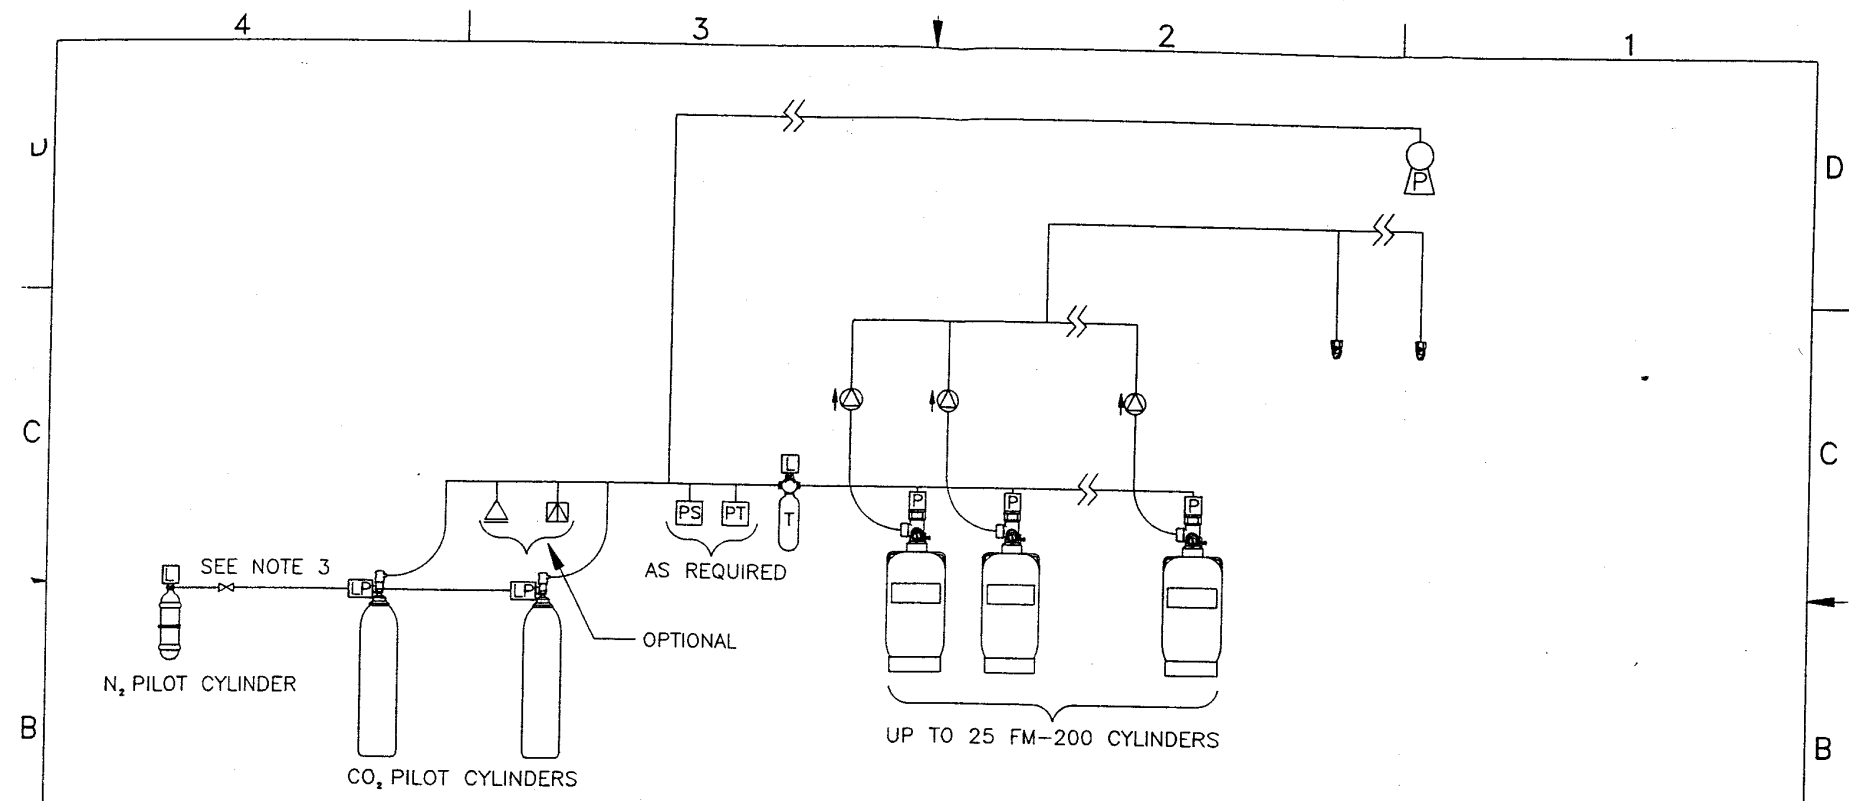 4 3 2 1
D D
P
C C
L
P P P
PS PT T
SEE NOTE 3
AS REQUIRED
L LP LP
OPTIONAL
N₂ PILOT CYLINDER
B B
UP TO 25 FM-200 CYLINDERS
CO₂ PILOT CYLINDERS